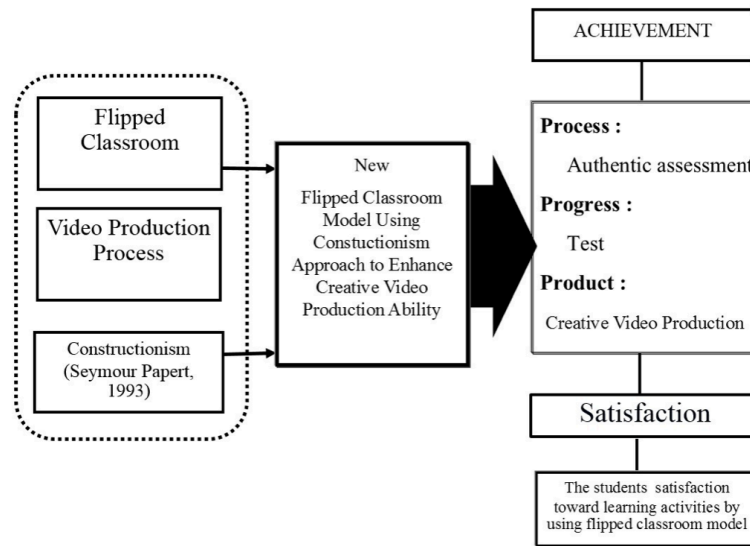 Flipped
Classroom
Video Production
Process
Constructionism
(Seymour Papert,
1993)
New
Flipped Classroom
Model Using
Constuctionism
Approach to Enhance
Creative Video
Production Ability
ACHIEVEMENT
Process :
Authentic assessment
Progress :
Test
Product :
Creative Video Production
Satisfaction
The students satisfaction
toward learning activities by
using flipped classroom model